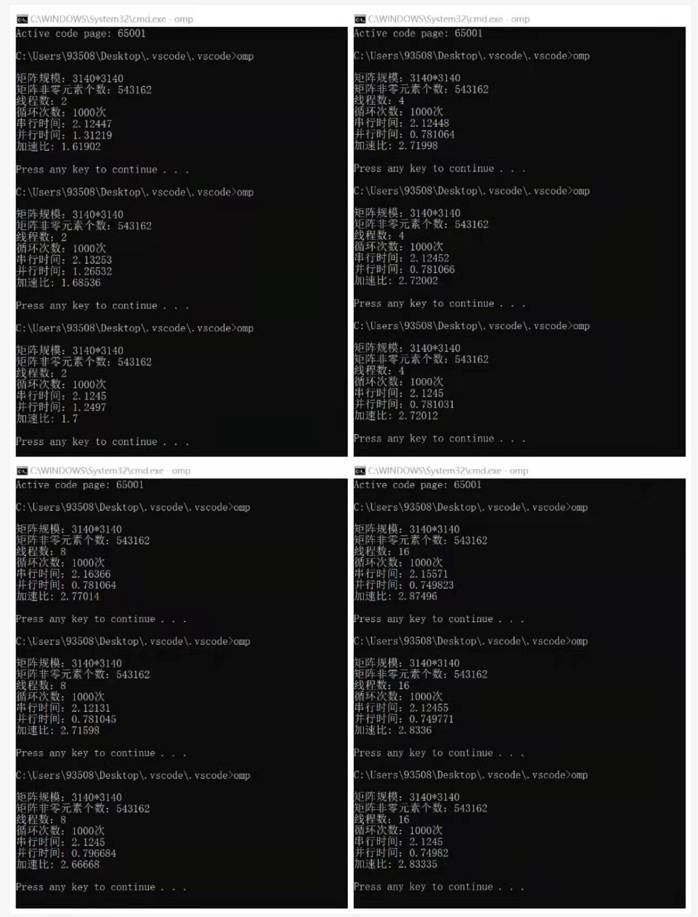 C:\WINDOWS\System32\cmd.exe - omp
Active code page: 65001
C:\Users\93508\Desktop\.vscode\.vscode>omp
矩阵规模: 3140*3140
矩阵非零元素个数: 543162
线程数: 2
循环次数: 1000次
串行时间: 2.12447
并行时间: 1.31219
加速比: 1.61902
Press any key to continue . . .
C:\Users\93508\Desktop\.vscode\.vscode>omp
矩阵规模: 3140*3140
矩阵非零元素个数: 543162
线程数: 2
循环次数: 1000次
串行时间: 2.13253
并行时间: 1.26532
加速比: 1.68536
Press any key to continue . . .
C:\Users\93508\Desktop\.vscode\.vscode>omp
矩阵规模: 3140*3140
矩阵非零元素个数: 543162
线程数: 2
循环次数: 1000次
串行时间: 2.1245
并行时间: 1.2497
加速比: 1.7
Press any key to continue . . .
C:\WINDOWS\System32\cmd.exe - omp
Active code page: 65001
C:\Users\93508\Desktop\.vscode\.vscode>omp
矩阵规模: 3140*3140
矩阵非零元素个数: 543162
线程数: 4
循环次数: 1000次
串行时间: 2.12448
并行时间: 0.781064
加速比: 2.71998
Press any key to continue . . .
C:\Users\93508\Desktop\.vscode\.vscode>omp
矩阵规模: 3140*3140
矩阵非零元素个数: 543162
线程数: 4
循环次数: 1000次
串行时间: 2.12452
并行时间: 0.781066
加速比: 2.72002
Press any key to continue . . .
C:\Users\93508\Desktop\.vscode\.vscode>omp
矩阵规模: 3140*3140
矩阵非零元素个数: 543162
线程数: 4
循环次数: 1000次
串行时间: 2.1245
并行时间: 0.781031
加速比: 2.72012
Press any key to continue . . .
C:\WINDOWS\System32\cmd.exe - omp
Active code page: 65001
C:\Users\93508\Desktop\.vscode\.vscode>omp
矩阵规模: 3140*3140
矩阵非零元素个数: 543162
线程数: 8
循环次数: 1000次
串行时间: 2.16366
并行时间: 0.781064
加速比: 2.77014
Press any key to continue . . .
C:\Users\93508\Desktop\.vscode\.vscode>omp
矩阵规模: 3140*3140
矩阵非零元素个数: 543162
线程数: 8
循环次数: 1000次
串行时间: 2.12131
并行时间: 0.781045
加速比: 2.71598
Press any key to continue . . .
C:\Users\93508\Desktop\.vscode\.vscode>omp
矩阵规模: 3140*3140
矩阵非零元素个数: 543162
线程数: 8
循环次数: 1000次
串行时间: 2.1245
并行时间: 0.796684
加速比: 2.66668
Press any key to continue . . .
C:\WINDOWS\System32\cmd.exe - omp
Active code page: 65001
C:\Users\93508\Desktop\.vscode\.vscode>omp
矩阵规模: 3140*3140
矩阵非零元素个数: 543162
线程数: 16
循环次数: 1000次
串行时间: 2.15571
并行时间: 0.749823
加速比: 2.87496
Press any key to continue . . .
C:\Users\93508\Desktop\.vscode\.vscode>omp
矩阵规模: 3140*3140
矩阵非零元素个数: 543162
线程数: 16
循环次数: 1000次
串行时间: 2.12455
并行时间: 0.749771
加速比: 2.8336
Press any key to continue . . .
C:\Users\93508\Desktop\.vscode\.vscode>omp
矩阵规模: 3140*3140
矩阵非零元素个数: 543162
线程数: 16
循环次数: 1000次
串行时间: 2.1245
并行时间: 0.74982
加速比: 2.83335
Press any key to continue . . .